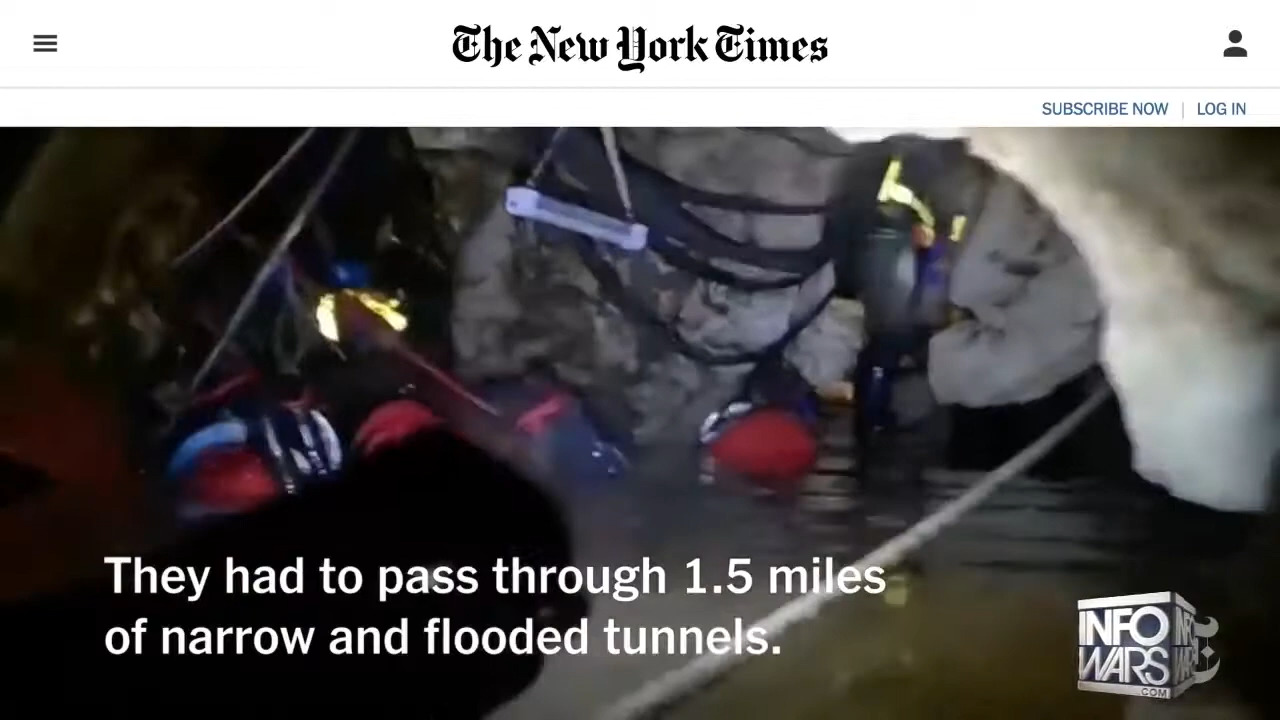 The New York Times
SUBSCRIBE NOW | LOG IN
They had to pass through 1.5 miles
of narrow and flooded tunnels.
INFO
WARS
.COM